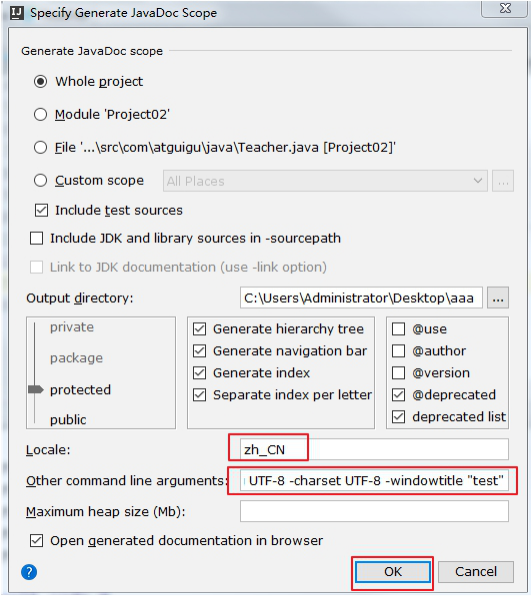 IJ Specify Generate JavaDoc Scope
Generate JavaDoc scope
Whole project
Module 'Project02'
File '...\src\com\atguigu\java\Teacher.java [Project02]'
Custom scope All Places ...
Include test sources
Include JDK and library sources in -sourcepath
Link to JDK documentation (use -link option)
Output directory: C:\Users\Administrator\Desktop\aaa ...
private
package
protected
public
Generate hierarchy tree
Generate navigation bar
Generate index
Separate index per letter
@use
@author
@version
@deprecated
deprecated list
Locale: zh_CN
Other command line arguments: UTF-8 -charset UTF-8 -windowtitle "test"
Maximum heap size (Mb):
Open generated documentation in browser
? OK Cancel